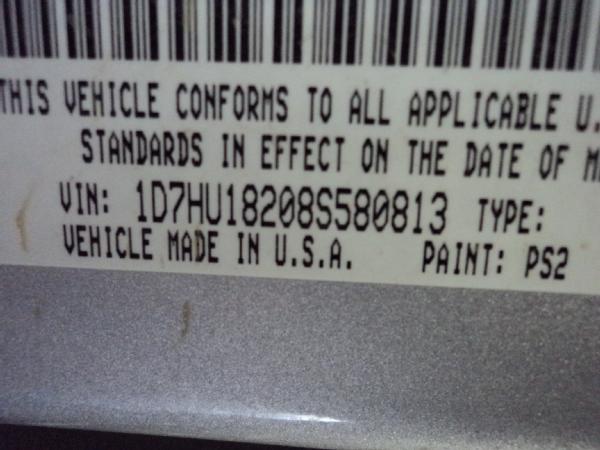 THIS VEHICLE CONFORMS TO ALL APPLICABLE U.
STANDARDS IN EFFECT ON THE DATE OF M
VIN: 1D7HU18208S580813 TYPE:
VEHICLE MADE IN U.S.A. PAINT: PS2